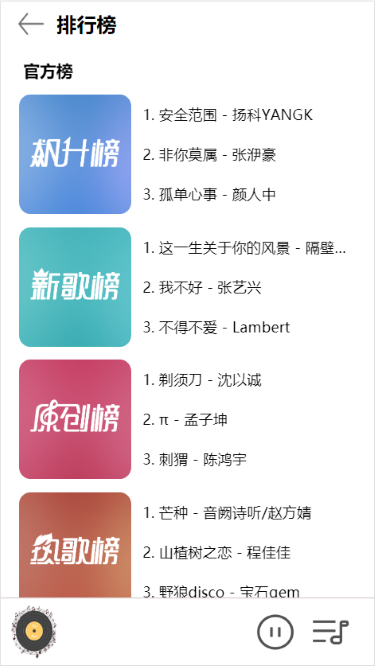 排行榜
官方榜
飙升榜
1. 安全范围 - 扬科YANGK
2. 非你莫属 - 张洢豪
3. 孤单心事 - 颜人中
新歌榜
1. 这一生关于你的风景 - 隔壁...
2. 我不好 - 张艺兴
3. 不得不爱 - Lambert
原创榜
1. 剃须刀 - 沈以诚
2. π - 孟子坤
3. 刺猬 - 陈鸿宇
热歌榜
1. 芒种 - 音阙诗听/赵方婧
2. 山楂树之恋 - 程佳佳
3. 野狼disco - 宝石gem